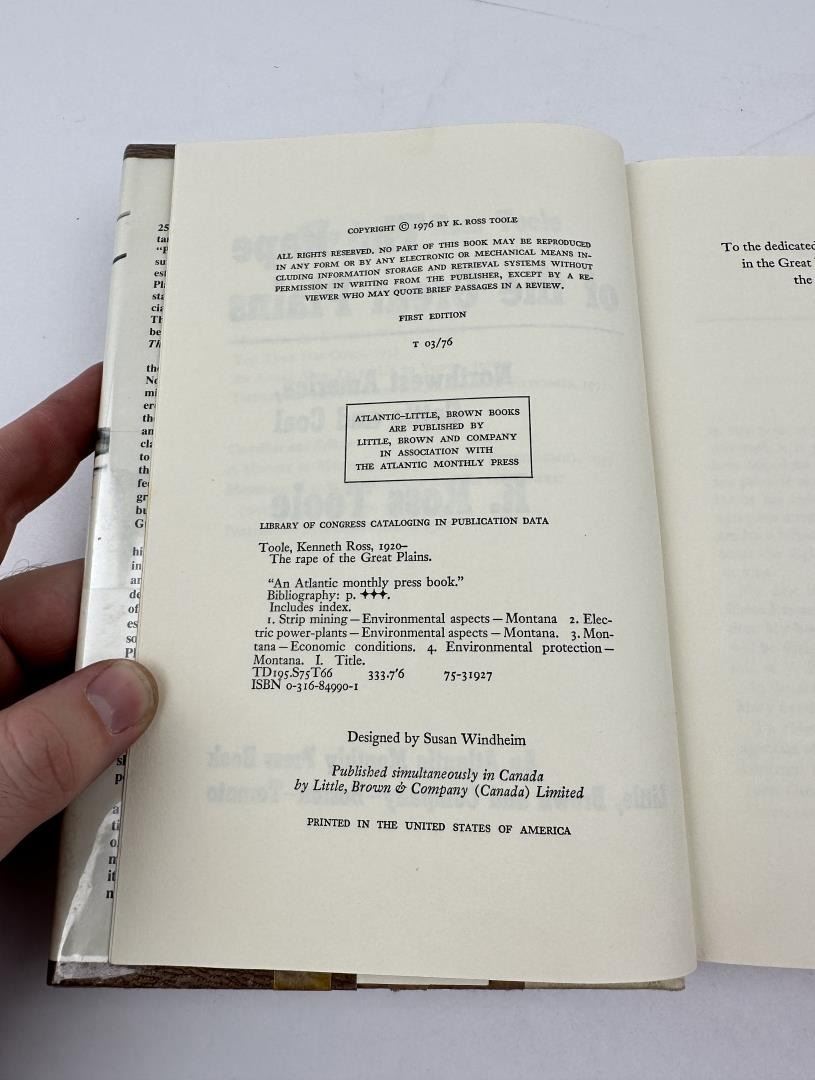 COPYRIGHT © 1976 BY K. ROSS TOOLE
ALL RIGHTS RESERVED. NO PART OF THIS BOOK MAY BE REPRODUCED
IN ANY FORM OR BY ANY ELECTRONIC OR MECHANICAL MEANS IN-
CLUDING INFORMATION STORAGE AND RETRIEVAL SYSTEMS WITHOUT
PERMISSION IN WRITING FROM THE PUBLISHER, EXCEPT BY A RE-
VIEWER WHO MAY QUOTE BRIEF PASSAGES IN A REVIEW.
FIRST EDITION
T 03/76
ATLANTIC–LITTLE, BROWN BOOKS
ARE PUBLISHED BY
LITTLE, BROWN AND COMPANY
IN ASSOCIATION WITH
THE ATLANTIC MONTHLY PRESS
LIBRARY OF CONGRESS CATALOGING IN PUBLICATION DATA
Toole, Kenneth Ross, 1920–
The rape of the Great Plains.
"An Atlantic monthly press book."
Bibliography: p. ✦✦✦.
Includes index.
1. Strip mining — Environmental aspects — Montana 2. Elec-
tric power-plants — Environmental aspects — Montana. 3. Mon-
tana — Economic conditions. 4. Environmental protection —
Montana. I. Title.
TD195.S75T66 333.7'6 75-31927
ISBN 0-316-84990-1
Designed by Susan Windheim
Published simultaneously in Canada
by Little, Brown & Company (Canada) Limited
PRINTED IN THE UNITED STATES OF AMERICA
To the dedicated
in the Great
the